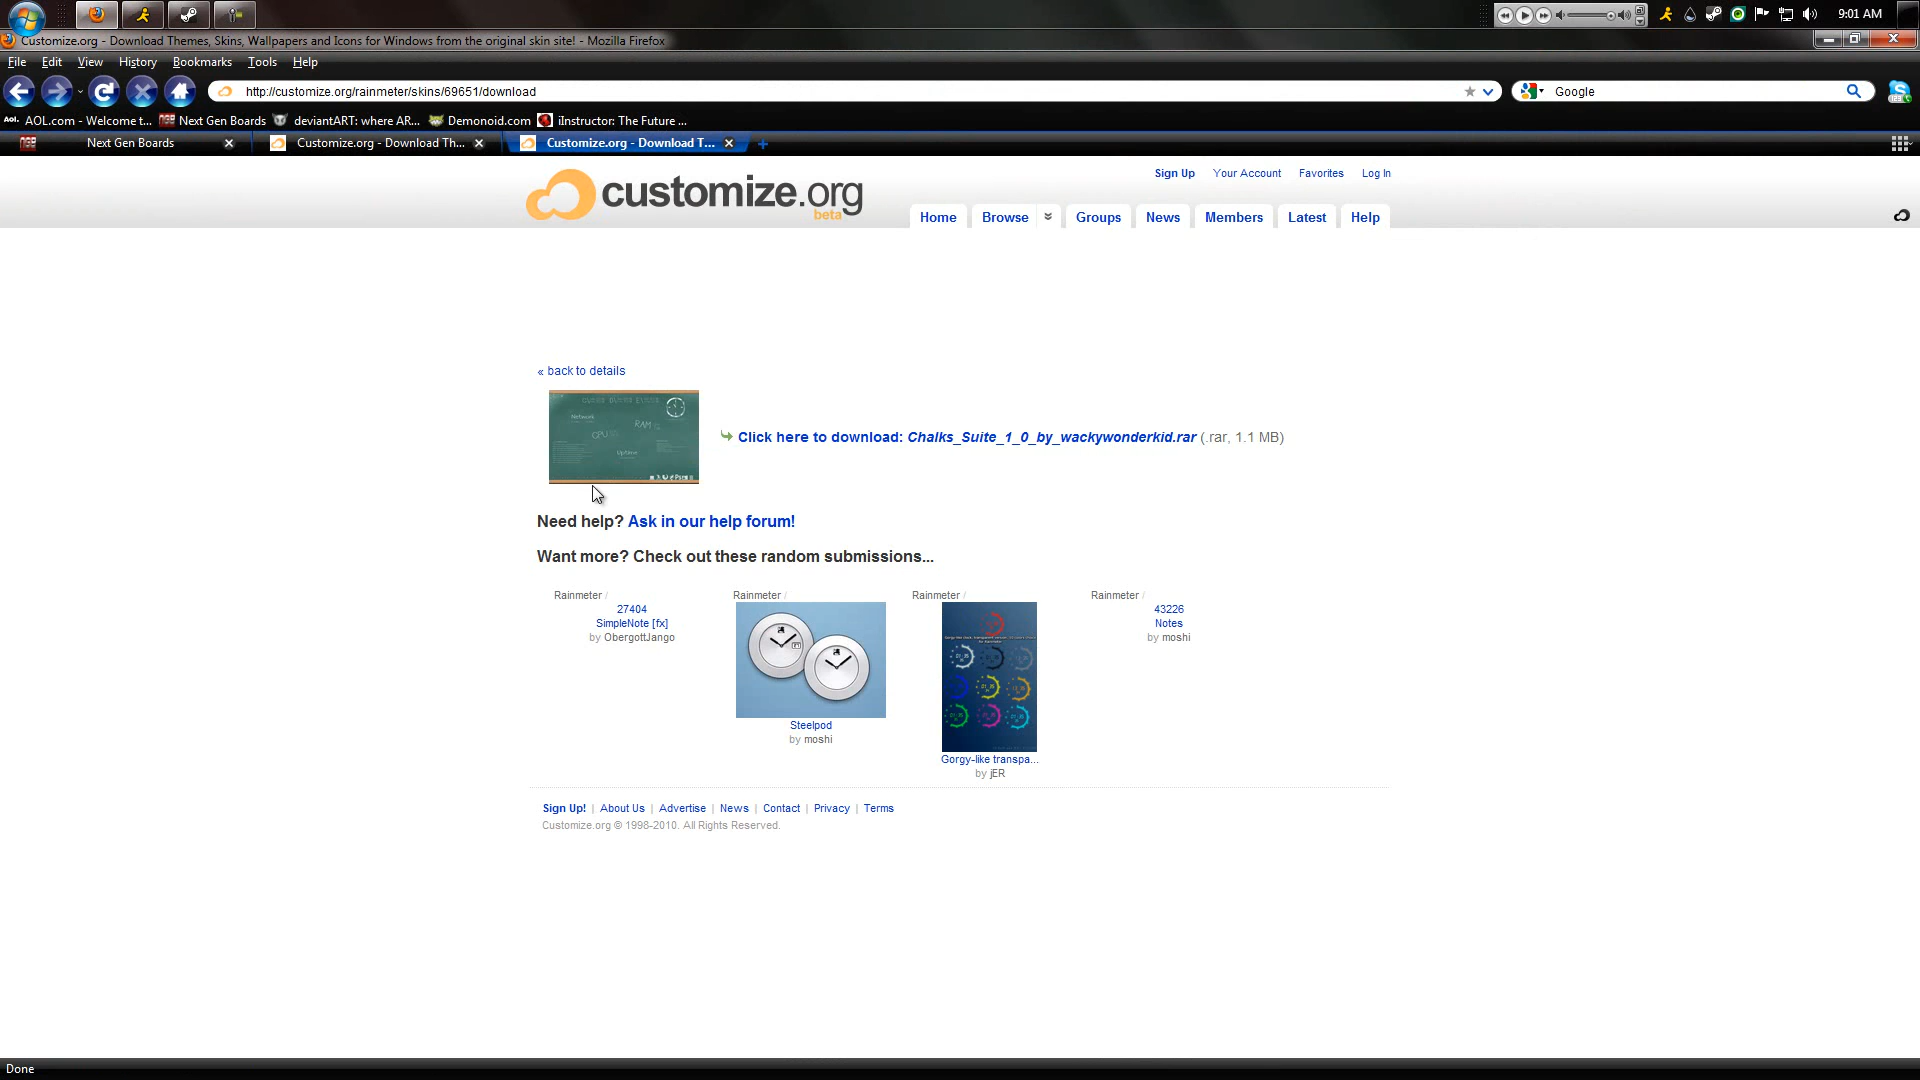 9:01 AM
Customize.org - Download Themes, Skins, Wallpapers and Icons for Windows from the original skin site! - Mozilla Firefox
File Edit View History Bookmarks Tools Help
http://customize.org/rainmeter/skins/69651/download
Google
AOL.com - Welcome t... Next Gen Boards deviantART: where AR... Demonoid.com iInstructor: The Future ...
Next Gen Boards Customize.org - Download Th... Customize.org - Download T...
Sign Up Your Account Favorites Log In
customize.org
beta
Home Browse Groups News Members Latest Help
« back to details
Network
RAM
CPU
Uptime
Click here to download: Chalks_Suite_1_0_by_wackywonderkid.rar (.rar, 1.1 MB)
Need help? Ask in our help forum!
Want more? Check out these random submissions...
Rainmeter / Rainmeter / Rainmeter / Rainmeter /
27404
SimpleNote [fx]
by ObergottJango
Steelpod
by moshi
Gorgy-like transpa...
by jER
43226
Notes
by moshi
Sign Up! | About Us | Advertise | News | Contact | Privacy | Terms
Customize.org © 1998-2010. All Rights Reserved.
Done